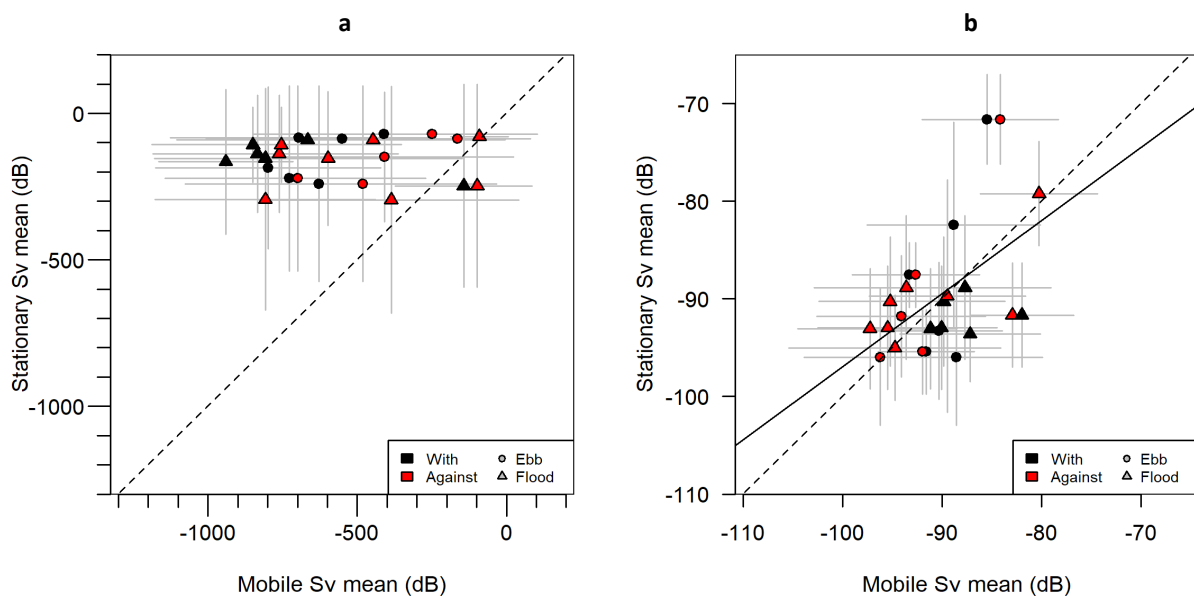 a
0
-500
-1000
Stationary Sv mean (dB)
With
Against
Ebb
Flood
-1000
-500
0
Mobile Sv mean (dB)
b
-70
-80
-90
-100
-110
Stationary Sv mean (dB)
With
Against
Ebb
Flood
-110
-100
-90
-80
-70
Mobile Sv mean (dB)